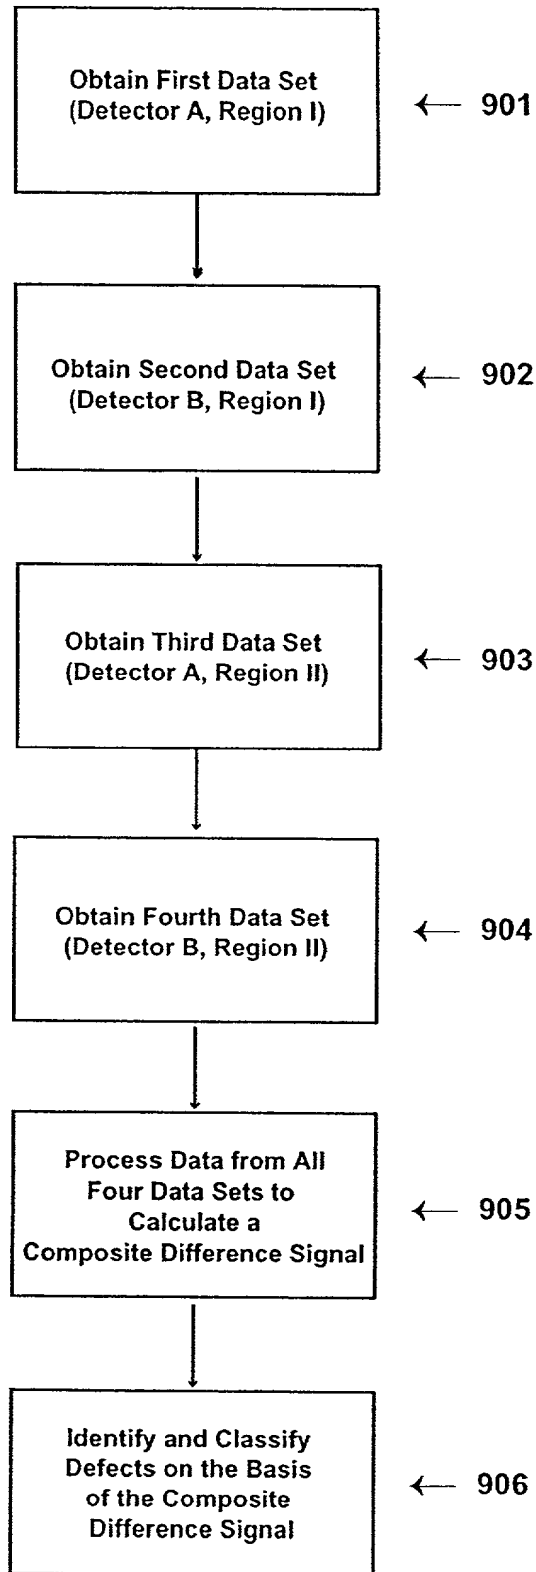 Obtain First Data Set
(Detector A, Region I)
901
Obtain Second Data Set
(Detector B, Region I)
902
Obtain Third Data Set
(Detector A, Region II)
903
Obtain Fourth Data Set
(Detector B, Region II)
904
Process Data from All
Four Data Sets to
Calculate a
Composite Difference Signal
905
Identify and Classify
Defects on the Basis
of the Composite
Difference Signal
906